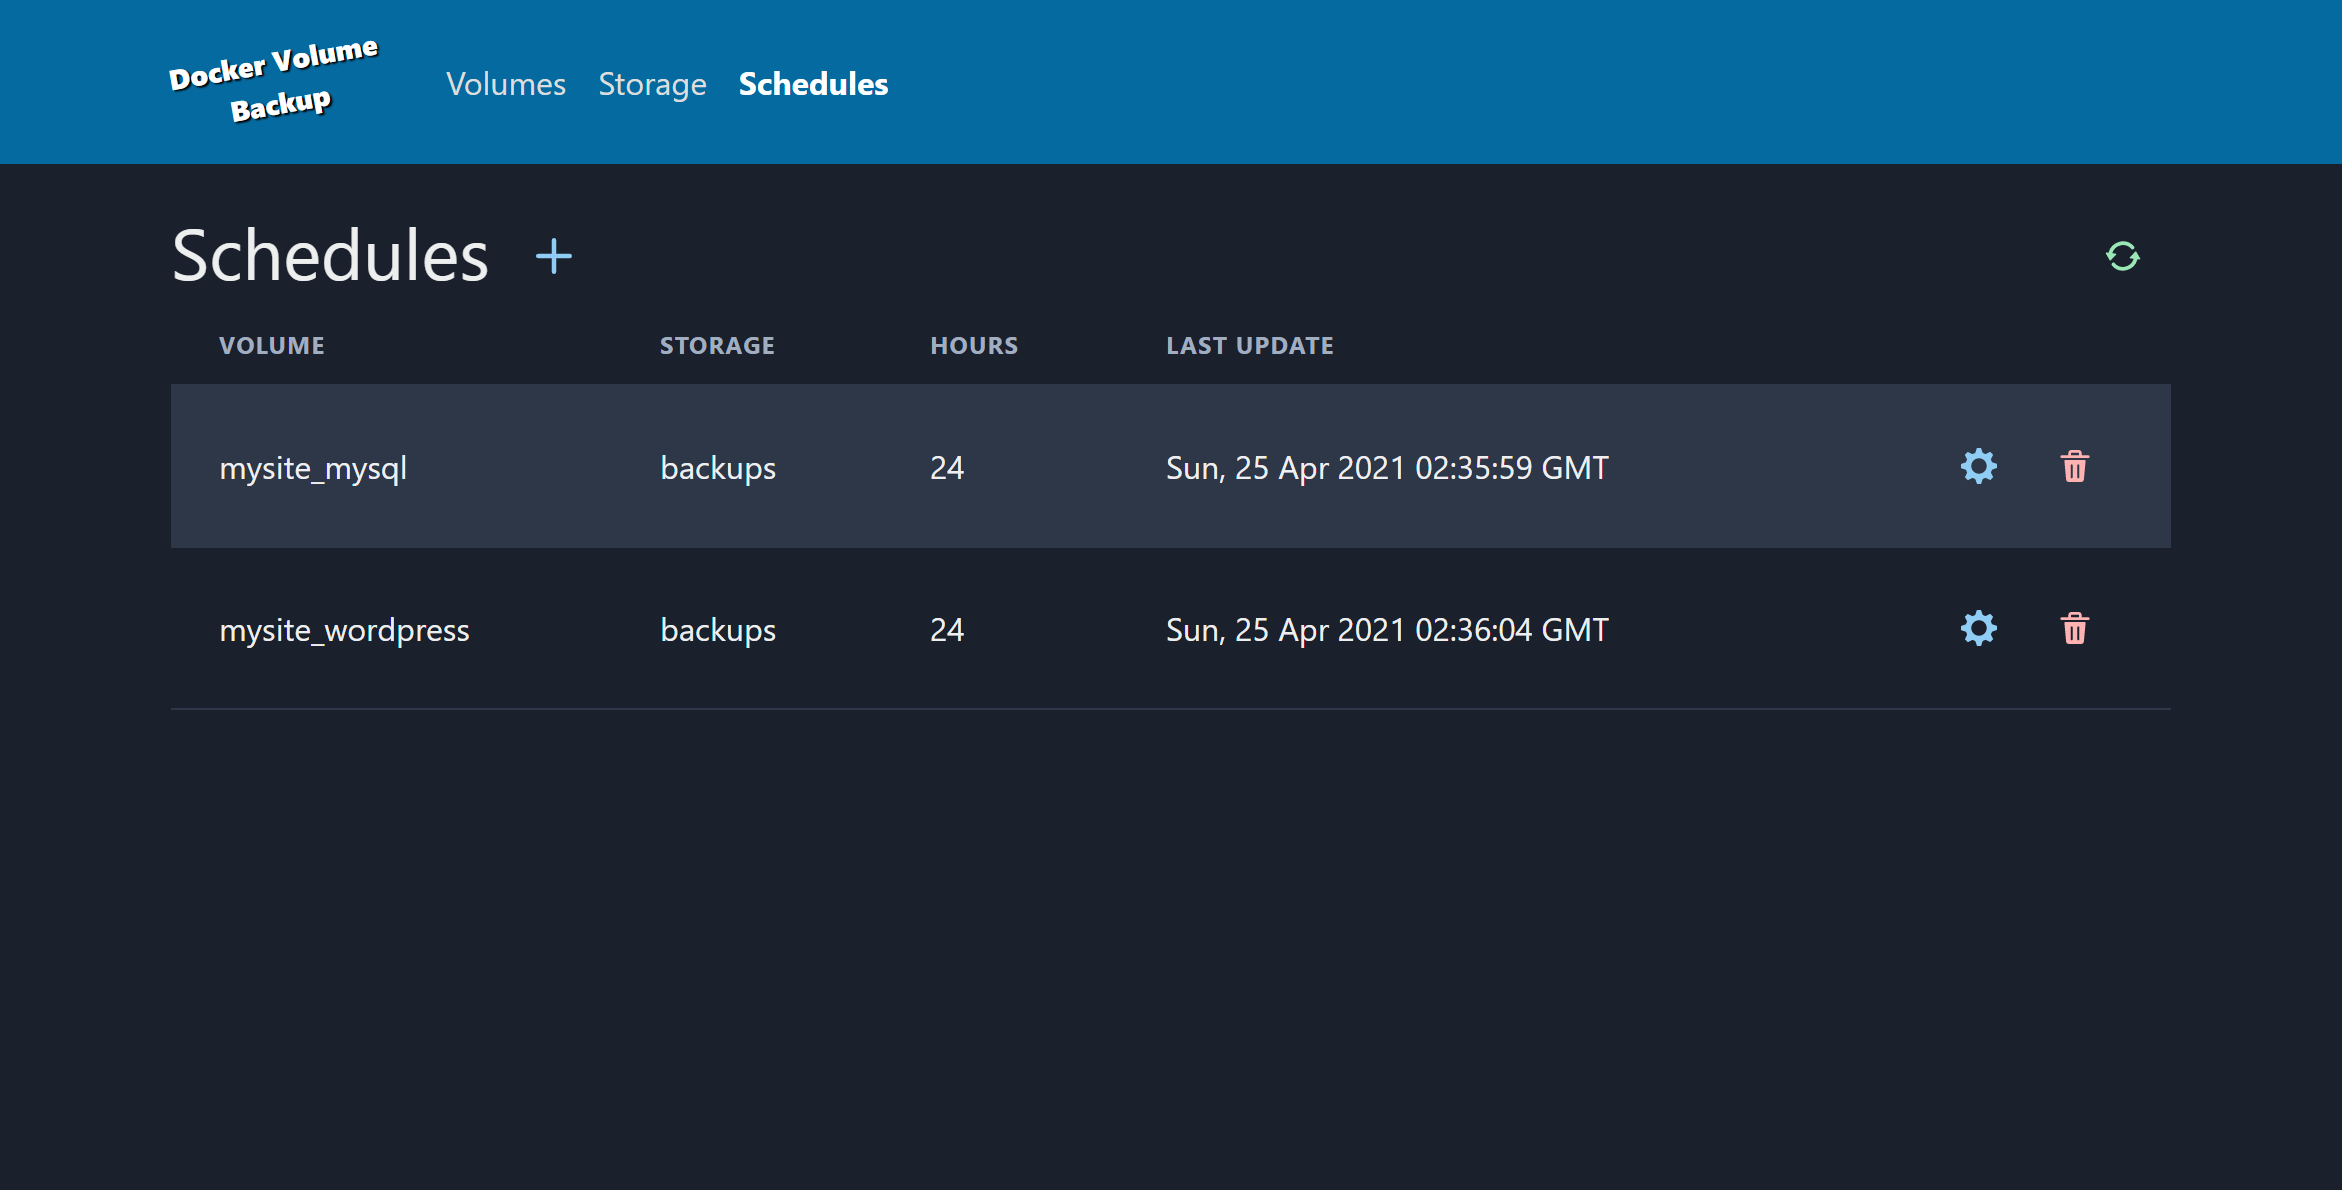 Docker Volume
Backup
Volumes Storage Schedules
Schedules
VOLUME STORAGE HOURS LAST UPDATE
mysite_mysql backups 24 Sun, 25 Apr 2021 02:35:59 GMT
mysite_wordpress backups 24 Sun, 25 Apr 2021 02:36:04 GMT